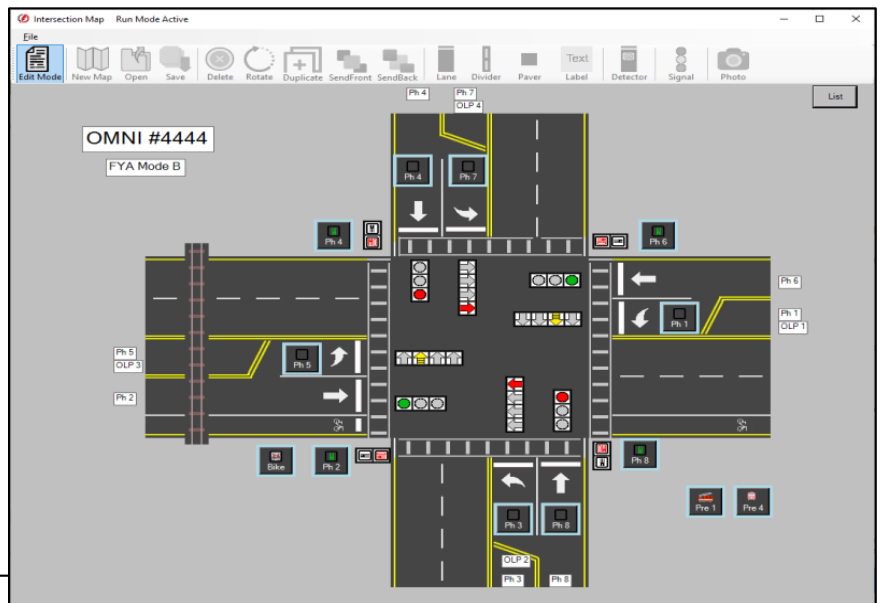 Intersection Map Run Mode Active
File
Edit Mode New Map Open Save Delete Rotate Duplicate SendFront SendBack Lane Divider Paver Text Label Detector Signal Photo
List
Ph 4 Ph 7
OLP 4
OMNI #4444
FYA Mode B
Ph 4 Ph 7
Ph 4 Ph 6
Ph 6
Ph 1
OLP 1
Ph 1
Ph 5
OLP 3
Ph 5
Ph 2
Bike Ph 2 Ph 8
Pre 1 Pre 4
Ph 3 Ph 8
OLP 2
Ph 3 Ph 8